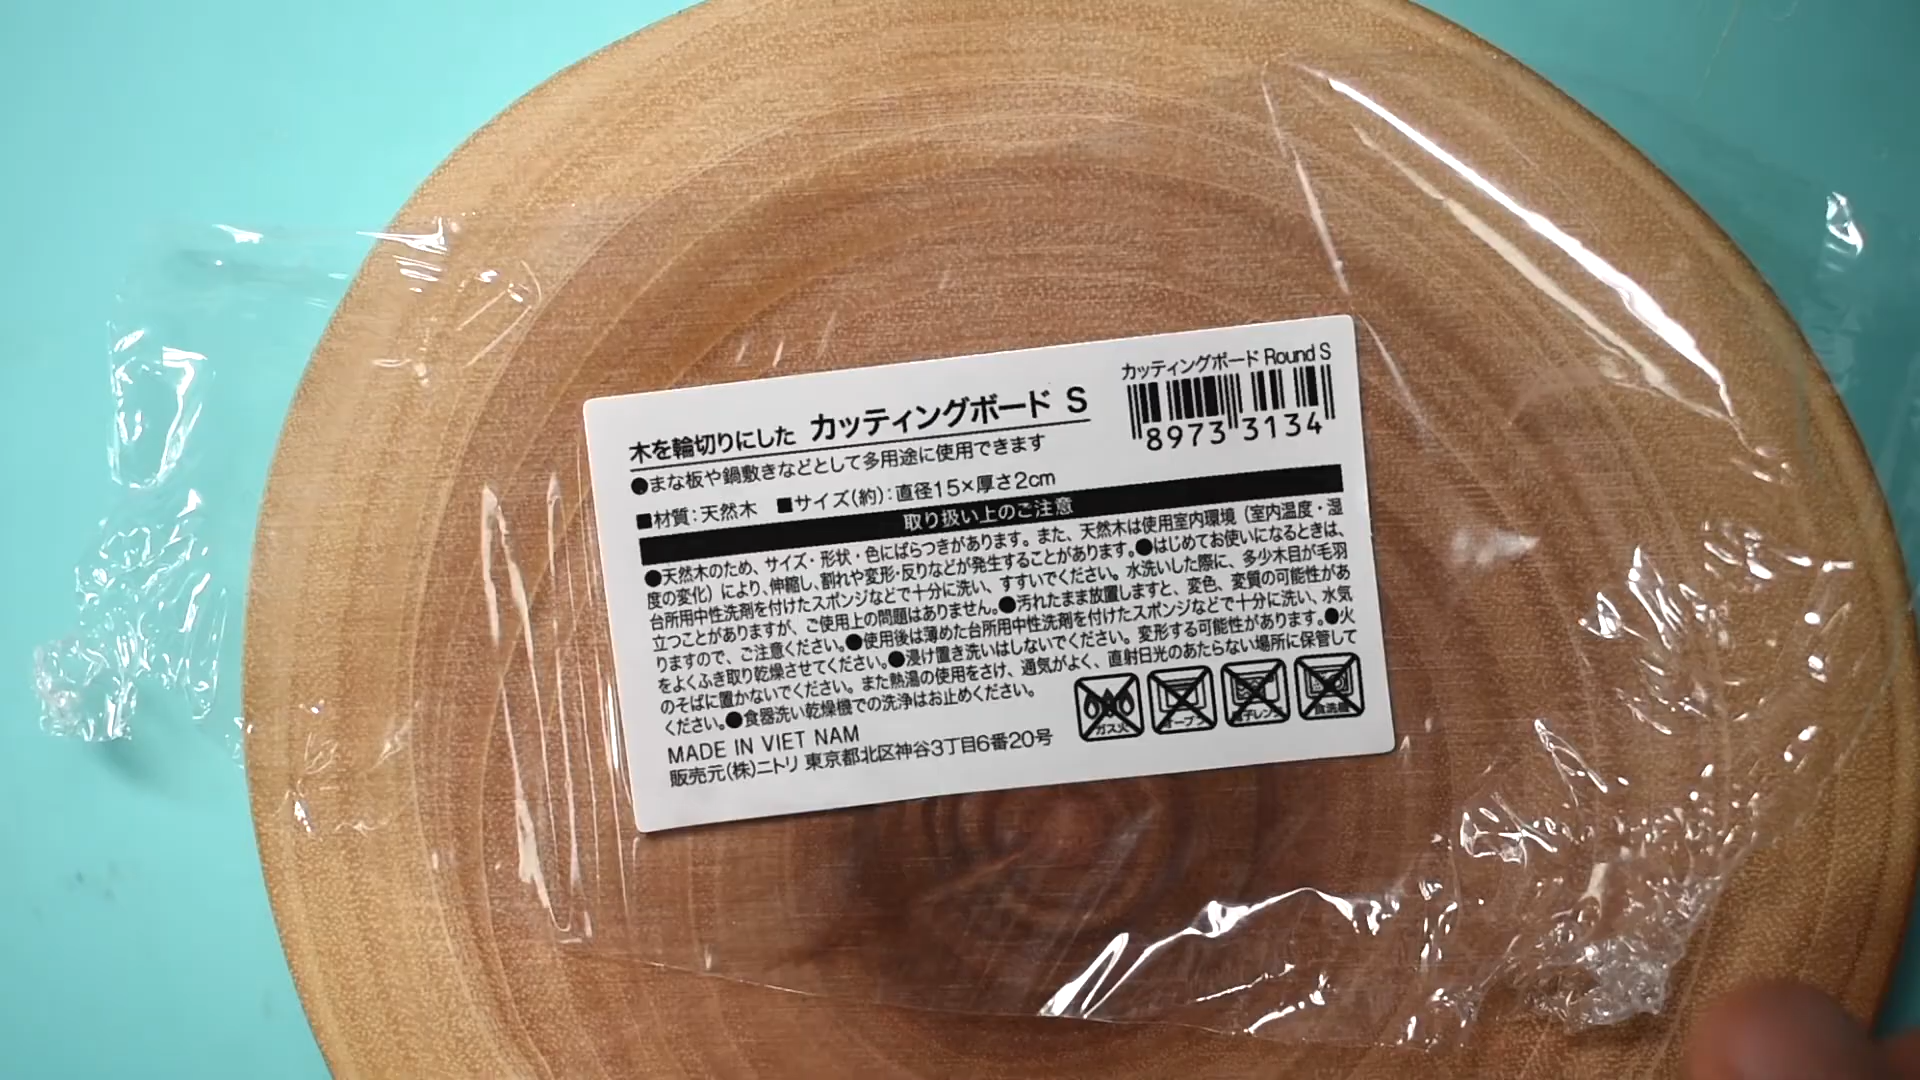 カッティングボード Round S
8973 3134
木を輪切りにした カッティングボード S
●まな板や鍋敷きなどとして多用途に使用できます
■材質：天然木 ■サイズ(約)：直径15×厚さ2cm
取り扱い上のご注意
●天然木のため、サイズ・形状・色にばらつきがあります。また、天然木は使用室内環境（室内温度・湿
度の変化）により、伸縮し、割れや変形・反りなどが発生することがあります。●はじめてお使いになるときは、
台所用中性洗剤を付けたスポンジなどで十分に洗い、すすいでください。水洗いした際に、多少木目が毛羽
立つことがありますが、ご使用上の問題はありません。●汚れたまま放置しますと、変色、変質の可能性があ
りますので、ご注意ください。●使用後は薄めた台所用中性洗剤を付けたスポンジなどで十分に洗い、水気
をよくふき取り乾燥させてください。●浸け置き洗いはしないでください。変形する可能性があります。●火
のそばに置かないでください。また熱湯の使用をさけ、通気がよく、直射日光のあたらない場所に保管して
ください。●食器洗い乾燥機での洗浄はお止めください。
ガス火 オーブン 電子レンジ 食洗機
MADE IN VIET NAM
販売元(株)ニトリ 東京都北区神谷3丁目6番20号